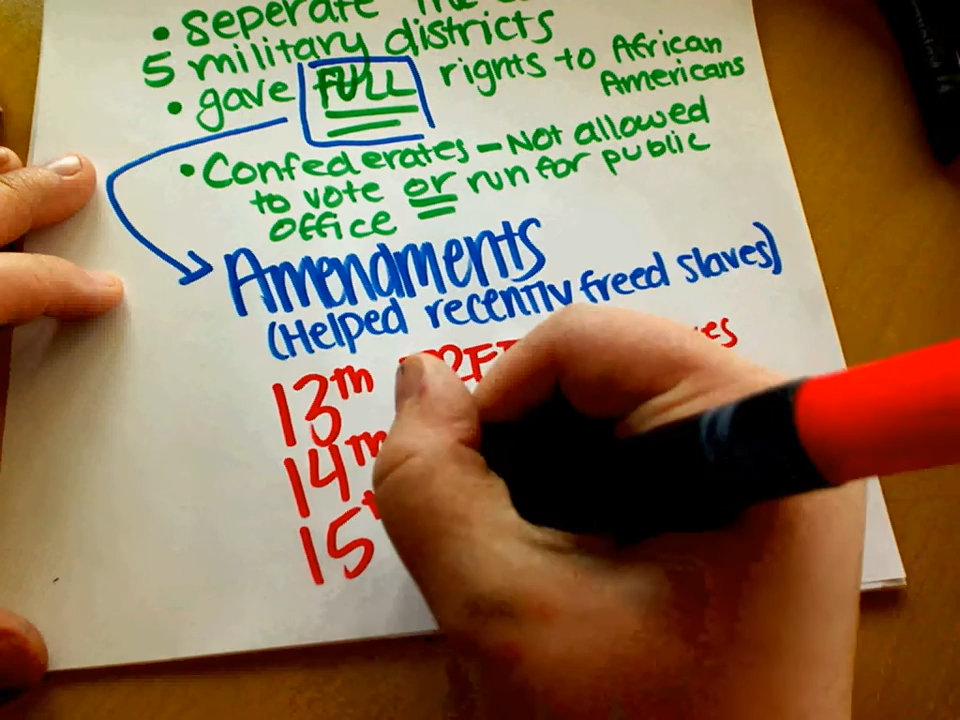 • seperate the
5 military districts
• gave FULL rights to African
Americans
• Confederates - Not allowed
to vote or run for public
office
Amendments
(Helped recently freed slaves)
13th
14th
15